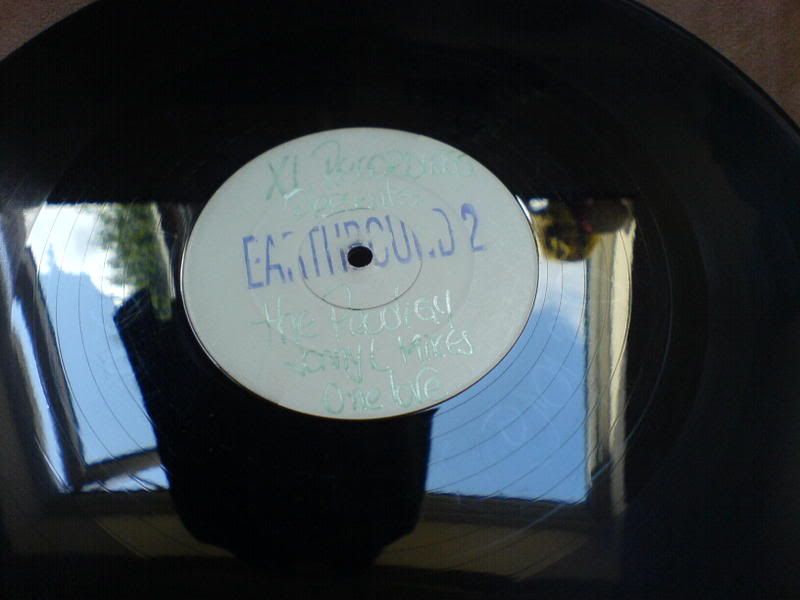 XL Recordings
Presents
EARTHBOUND 2
the Prodigy
Jonny L Mixes
One love